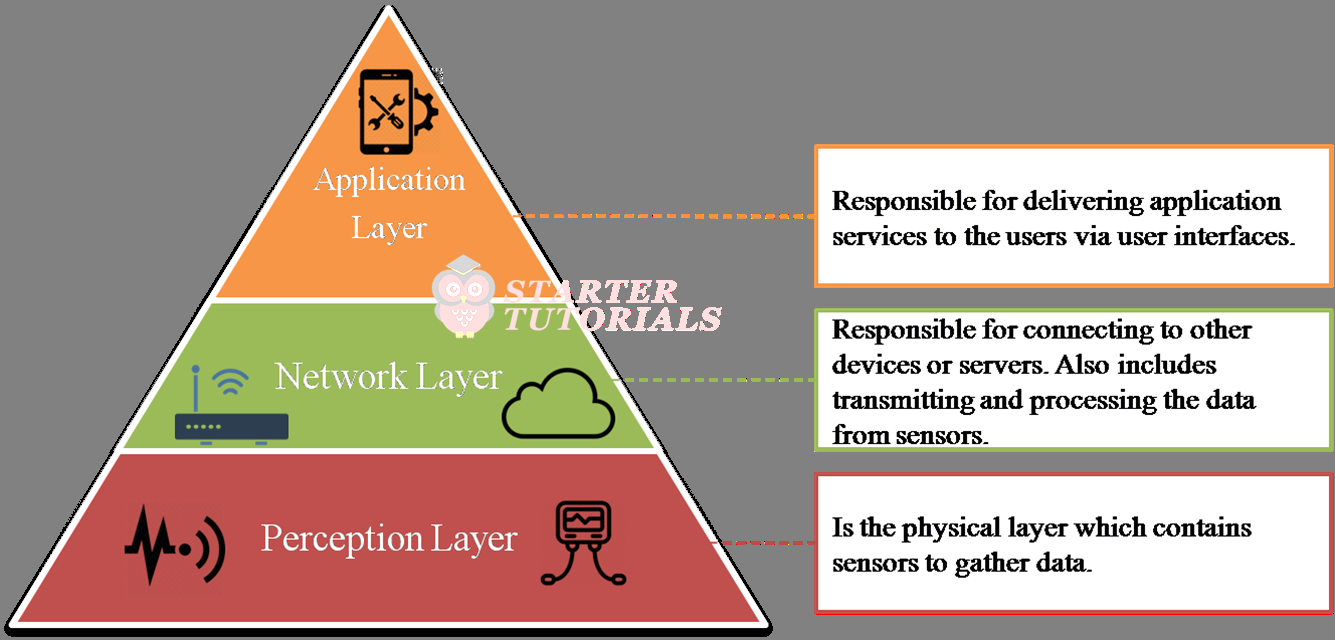 Application
Layer
Responsible for delivering application
services to the users via user interfaces.
STARTER
TUTORIALS
Network Layer
Responsible for connecting to other
devices or servers. Also includes
transmitting and processing the data
from sensors.
Perception Layer
Is the physical layer which contains
sensors to gather data.